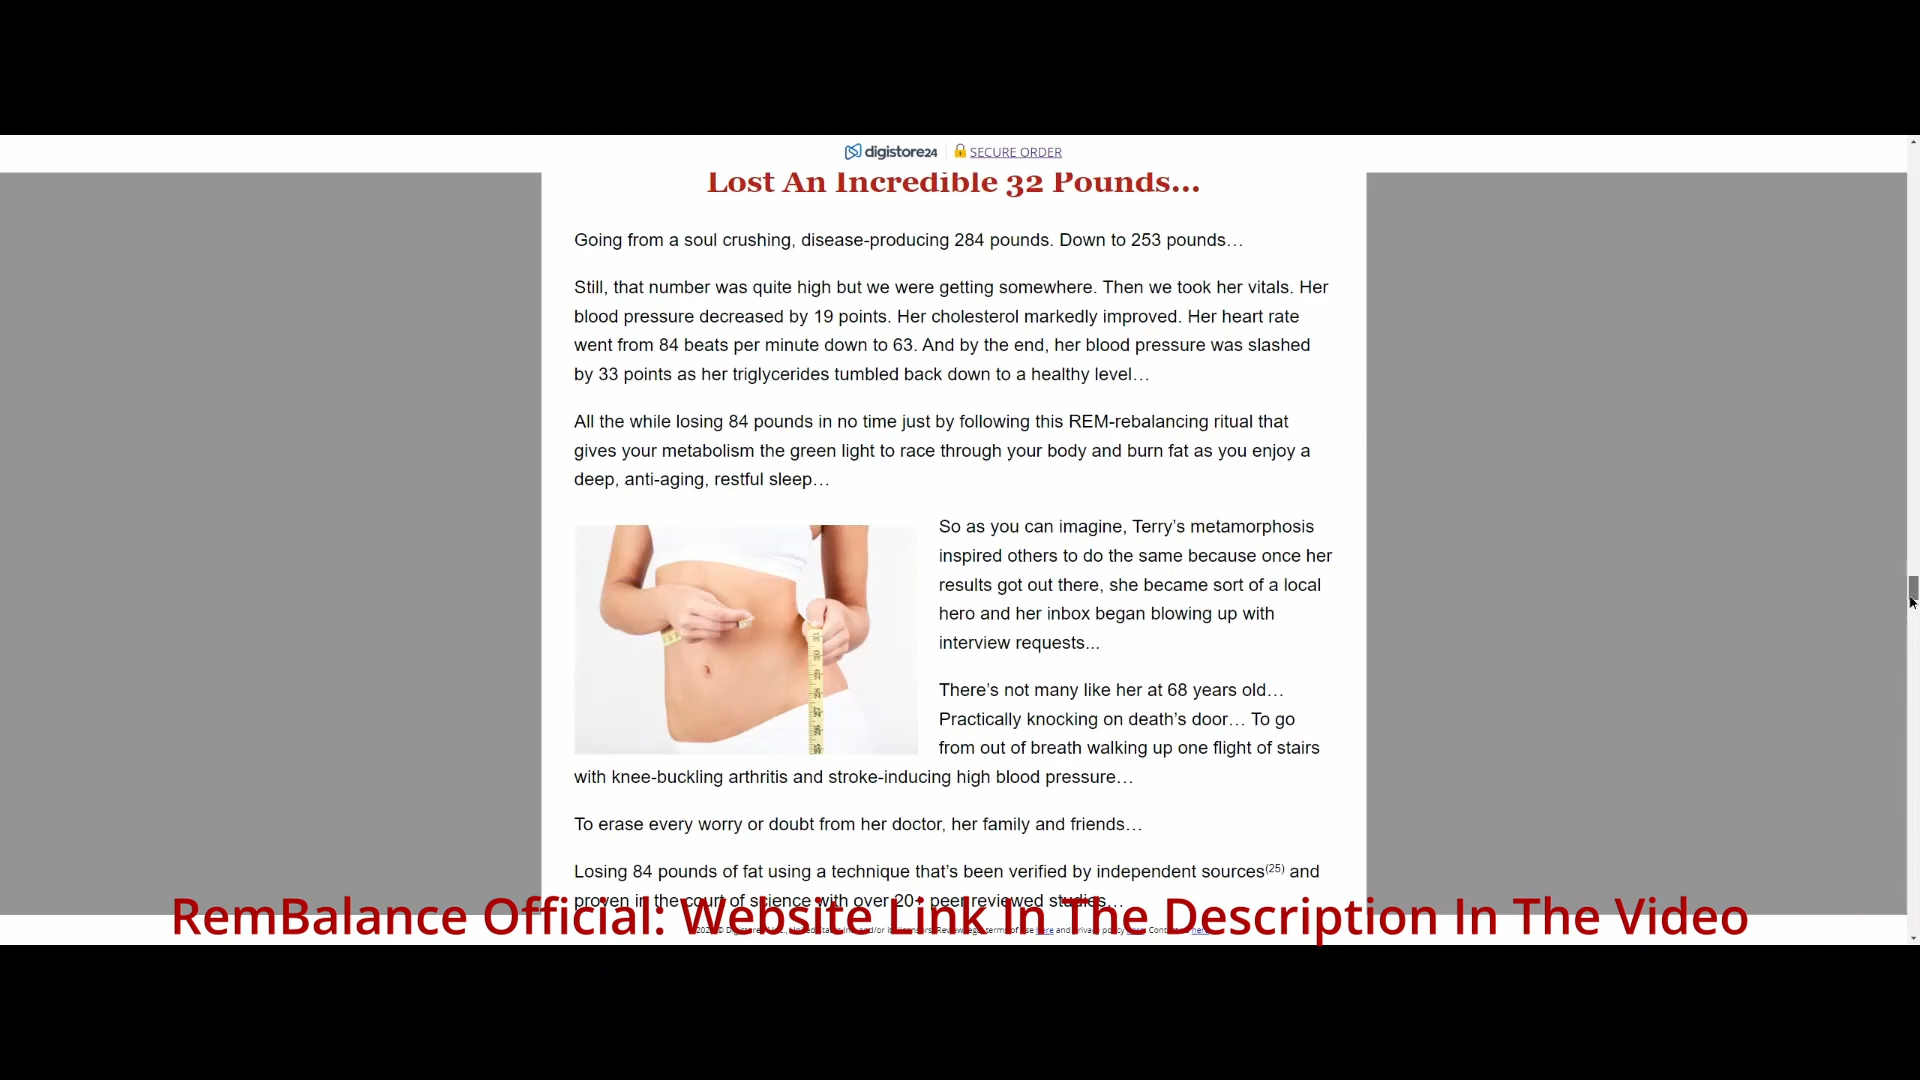 digistore24 SECURE ORDER
Lost An Incredible 32 Pounds...
Going from a soul crushing, disease-producing 284 pounds. Down to 253 pounds…
Still, that number was quite high but we were getting somewhere. Then we took her vitals. Her
blood pressure decreased by 19 points. Her cholesterol markedly improved. Her heart rate
went from 84 beats per minute down to 63. And by the end, her blood pressure was slashed
by 33 points as her triglycerides tumbled back down to a healthy level…
All the while losing 84 pounds in no time just by following this REM-rebalancing ritual that
gives your metabolism the green light to race through your body and burn fat as you enjoy a
deep, anti-aging, restful sleep…
So as you can imagine, Terry’s metamorphosis
inspired others to do the same because once her
results got out there, she became sort of a local
hero and her inbox began blowing up with
interview requests...
There’s not many like her at 68 years old…
Practically knocking on death’s door… To go
from out of breath walking up one flight of stairs
with knee-buckling arthritis and stroke-inducing high blood pressure…
To erase every worry or doubt from her doctor, her family and friends…
Losing 84 pounds of fat using a technique that’s been verified by independent sources(25) and
proven in the court of science with over 20+ peer reviewed studies…
RemBalance Official: Website Link In The Description In The Video